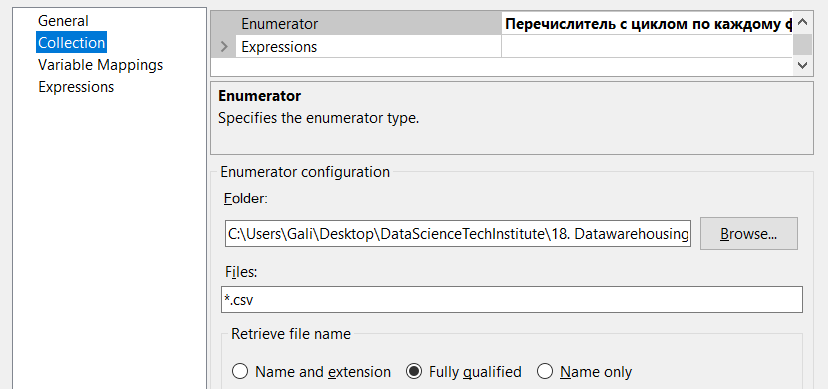 General
Collection
Variable Mappings
Expressions
Enumerator Перечислитель с циклом по каждому
Expressions
Enumerator
Specifies the enumerator type.
Enumerator configuration
Folder:
C:\Users\Gali\Desktop\DataScienceTechInstitute\18. Datawarehousing
Browse...
Files:
*.csv
Retrieve file name
Name and extension Fully qualified Name only